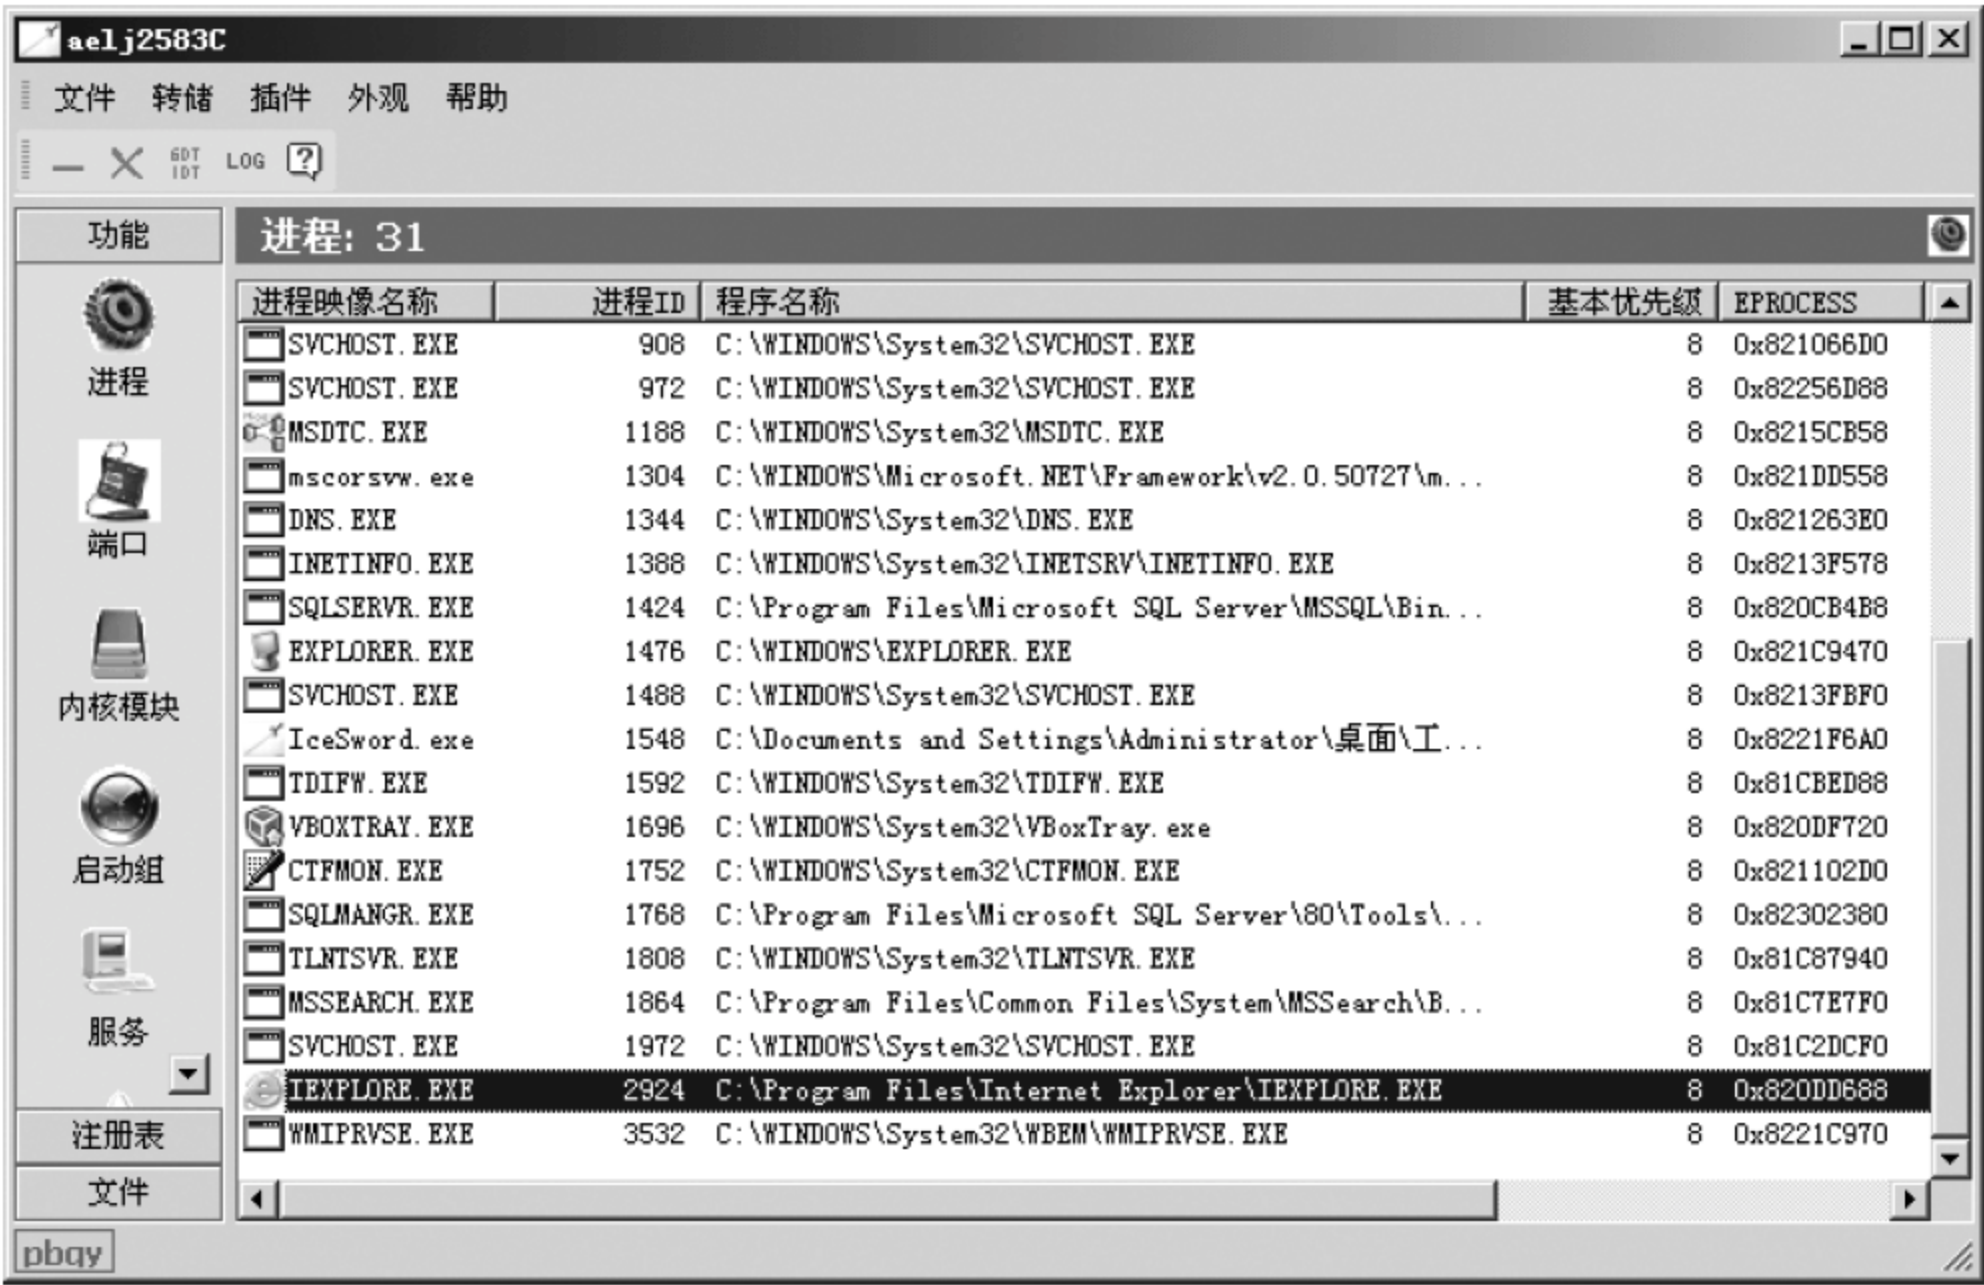 aelj2583C
文件 转储 插件 外观 帮助
GDT IDT LOG
功能
进程: 31
进程映像名称 进程ID 程序名称 基本优先级 EPROCESS
SVCHOST.EXE 908 C:\WINDOWS\System32\SVCHOST.EXE 8 0x821066D0
SVCHOST.EXE 972 C:\WINDOWS\System32\SVCHOST.EXE 8 0x82256D88
MSDTC.EXE 1188 C:\WINDOWS\System32\MSDTC.EXE 8 0x8215CB58
mscorsvw.exe 1304 C:\WINDOWS\Microsoft.NET\Framework\v2.0.50727\m... 8 0x821DD558
DNS.EXE 1344 C:\WINDOWS\System32\DNS.EXE 8 0x821263E0
INETINFO.EXE 1388 C:\WINDOWS\System32\INETSRV\INETINFO.EXE 8 0x8213F578
SQLSERVR.EXE 1424 C:\Program Files\Microsoft SQL Server\MSSQL\Bin... 8 0x820CB4B8
EXPLORER.EXE 1476 C:\WINDOWS\EXPLORER.EXE 8 0x821C9470
SVCHOST.EXE 1488 C:\WINDOWS\System32\SVCHOST.EXE 8 0x8213FBF0
IceSword.exe 1548 C:\Documents and Settings\Administrator\桌面\工... 8 0x8221F6A0
TDIFW.EXE 1592 C:\WINDOWS\System32\TDIFW.EXE 8 0x81CBED88
VBOXTRAY.EXE 1696 C:\WINDOWS\System32\VBoxTray.exe 8 0x820DF720
CTFMON.EXE 1752 C:\WINDOWS\System32\CTFMON.EXE 8 0x821102D0
SQLMANGR.EXE 1768 C:\Program Files\Microsoft SQL Server\80\Tools\... 8 0x82302380
TLNTSVR.EXE 1808 C:\WINDOWS\System32\TLNTSVR.EXE 8 0x81C87940
MSSEARCH.EXE 1864 C:\Program Files\Common Files\System\MSSearch\B... 8 0x81C7E7F0
SVCHOST.EXE 1972 C:\WINDOWS\System32\SVCHOST.EXE 8 0x81C2DCF0
IEXPLORE.EXE 2924 C:\Program Files\Internet Explorer\IEXPLORE.EXE 8 0x820DD688
WMIPRVSE.EXE 3532 C:\WINDOWS\System32\WBEM\WMIPRVSE.EXE 8 0x8221C970
进程
端口
内核模块
启动组
服务
注册表
文件
pbqy